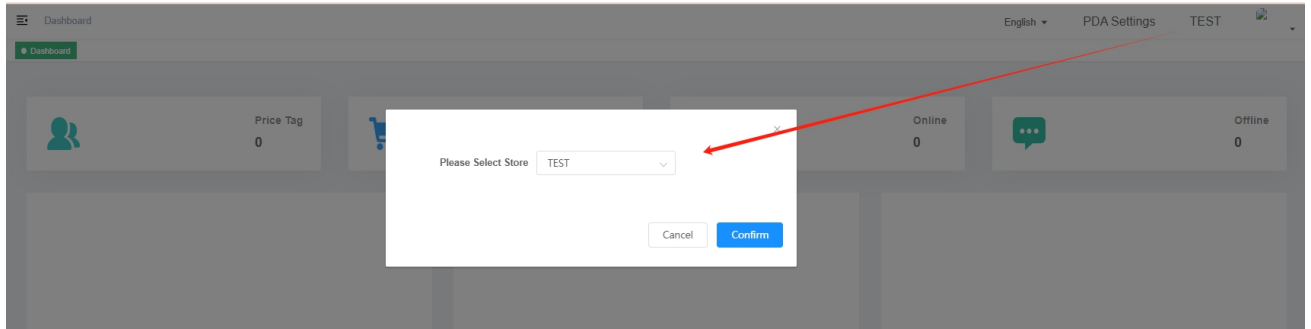 Dashboard English PDA Settings TEST
Dashboard
Price Tag Online Offline
0 0 0
Please Select Store TEST
Cancel Confirm